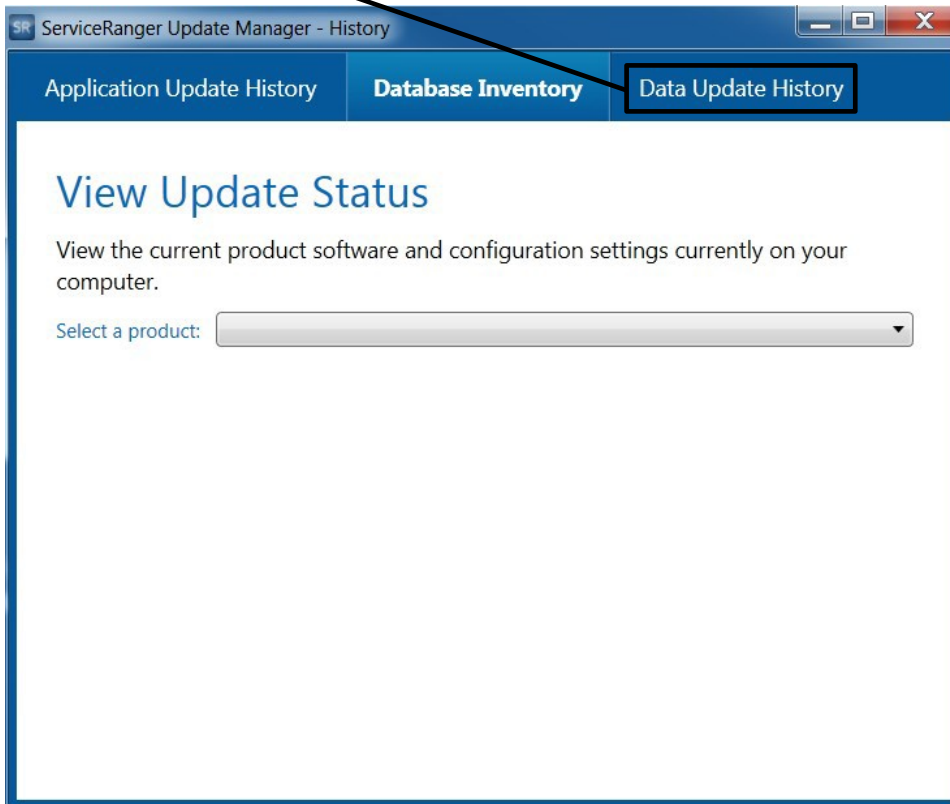 SR ServiceRanger Update Manager - History
Application Update History Database Inventory Data Update History
View Update Status
View the current product software and configuration settings currently on your
computer.
Select a product: